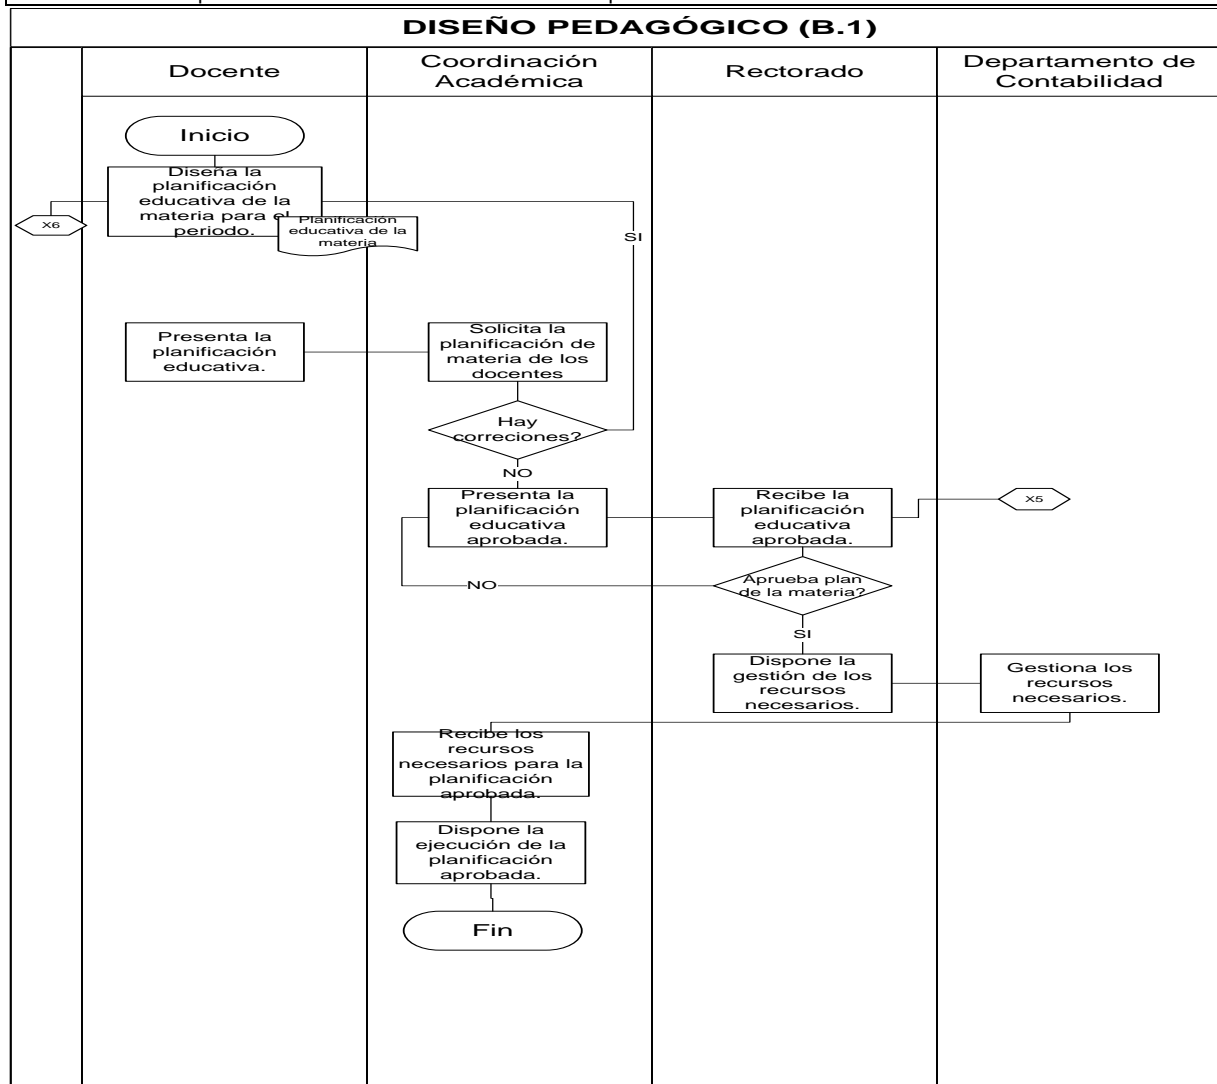 DISEÑO PEDAGÓGICO (B.1)
Docente
Coordinación
Académica
Rectorado
Departamento de
Contabilidad
Inicio
Diseña la
planificación
educativa de la
materia para el
periodo.
X6
Planificación
educativa de la
materia
SI
Presenta la
planificación
educativa.
Solicita la
planificación de
materia de los
docentes
Hay
correciones?
NO
Presenta la
planificación
educativa
aprobada.
Recibe la
planificación
educativa
aprobada.
X5
NO
Aprueba plan
de la materia?
SI
Dispone la
gestión de los
recursos
necesarios.
Gestiona los
recursos
necesarios.
Recibe los
recursos
necesarios para la
planificación
aprobada.
Dispone la
ejecución de la
planificación
aprobada.
Fin